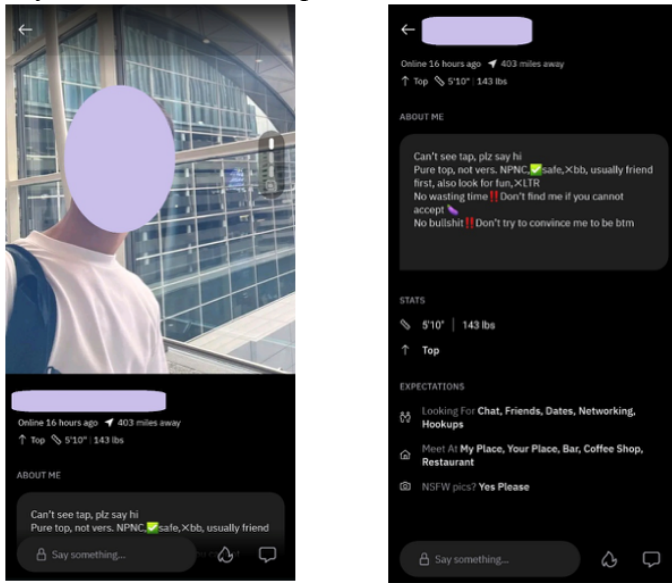 Online 16 hours ago 403 miles away
↑ Top 5'10" | 143 lbs
ABOUT ME
Can't see tap, plz say hi
Pure top, not vers. NPNC,✅safe,×bb, usually friend
Say something...
Online 16 hours ago 403 miles away
↑ Top 5'10" | 143 lbs
ABOUT ME
Can't see tap, plz say hi
Pure top, not vers. NPNC,✅safe,×bb, usually friend
first, also look for fun,×LTR
No wasting time‼️Don't find me if you cannot
accept 🍆
No bullshit‼️Don't try to convince me to be btm
STATS
5'10" | 143 lbs
↑ Top
EXPECTATIONS
Looking For Chat, Friends, Dates, Networking,
Hookups
Meet At My Place, Your Place, Bar, Coffee Shop,
Restaurant
NSFW pics? Yes Please
Say something...